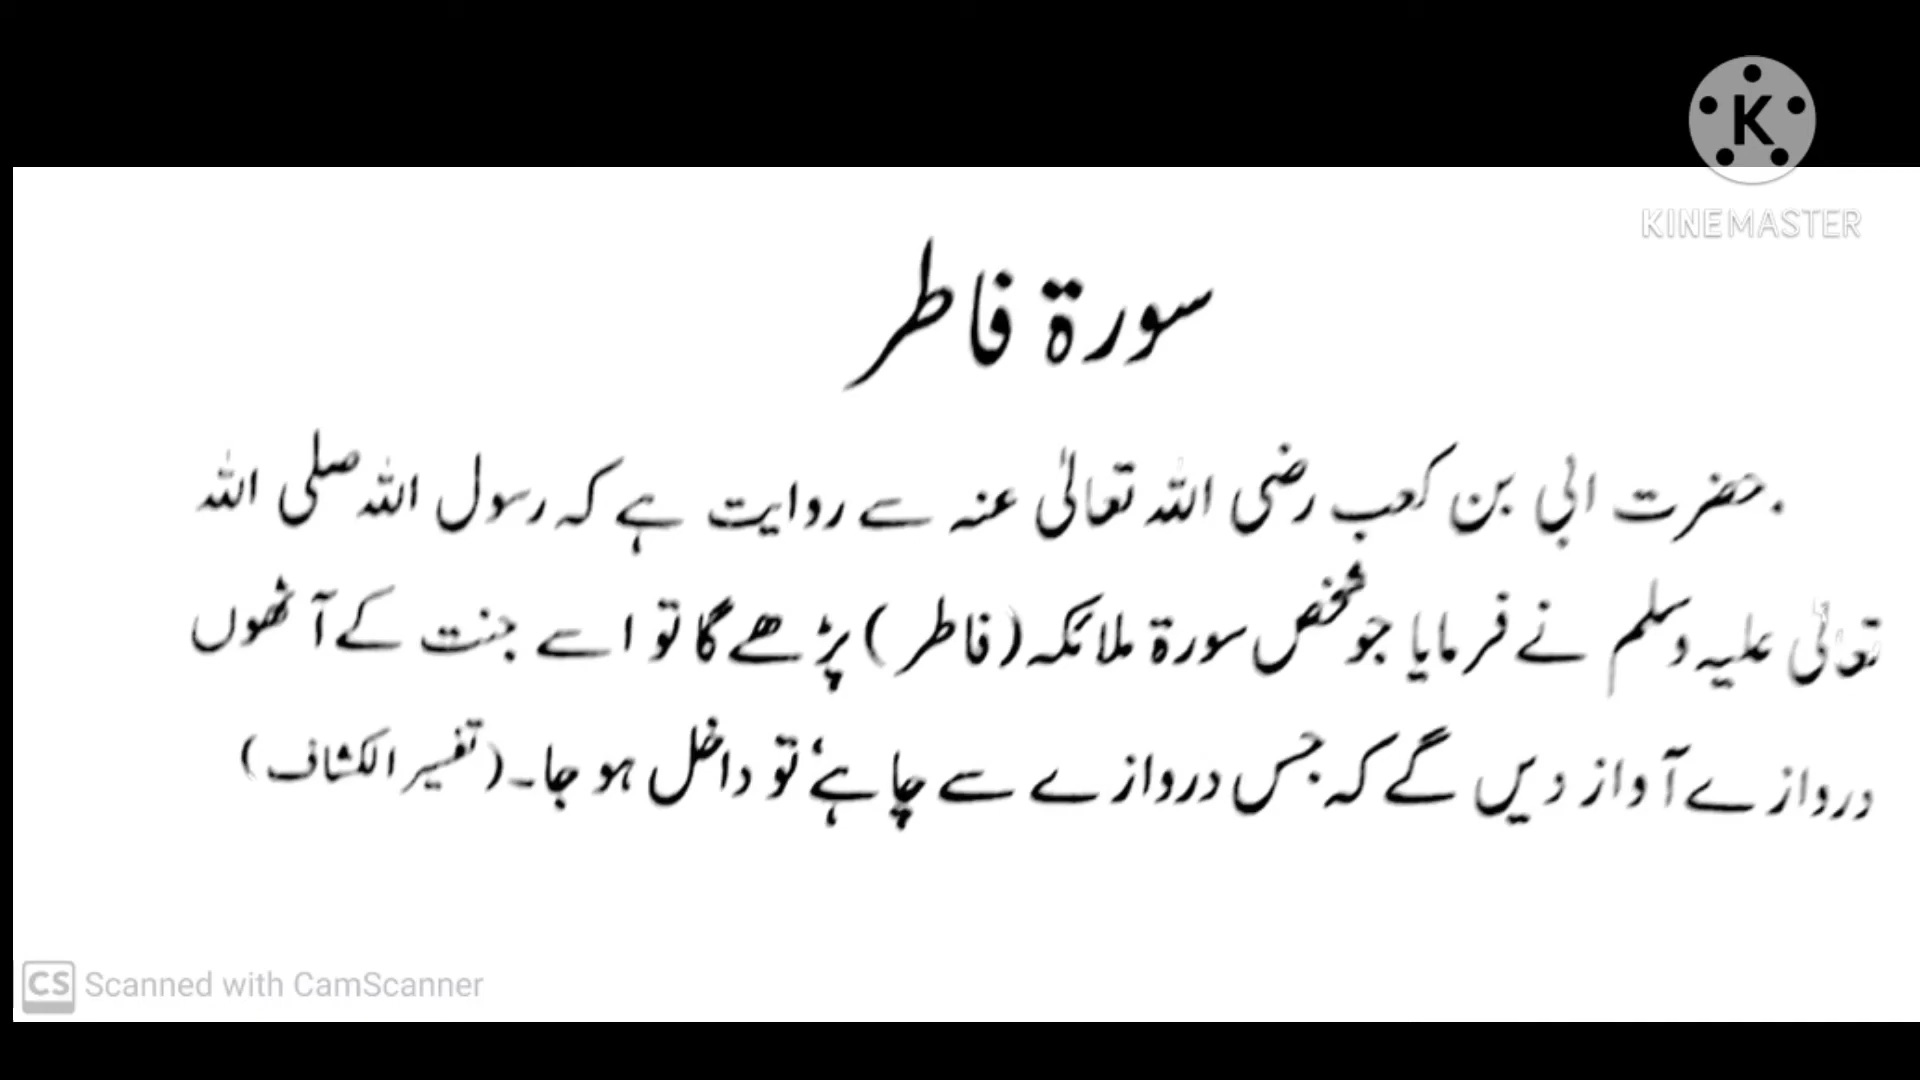 K
KINEMASTER
سورۃ فاطر
حضرت ابی بن کعب رضی اللہ تعالیٰ عنہ سے روایت ہے کہ رسول اللہ صلی اللہ
تعالیٰ علیہ وسلم نے فرمایا جو شخص سورۃ ملائکہ (فاطر) پڑھے گا تو اسے جنت کے آٹھوں
دروازے آواز دیں گے کہ جس دروازے سے چاہے تو داخل ہو جا۔ (تفسیر الکشاف)
CS Scanned with CamScanner